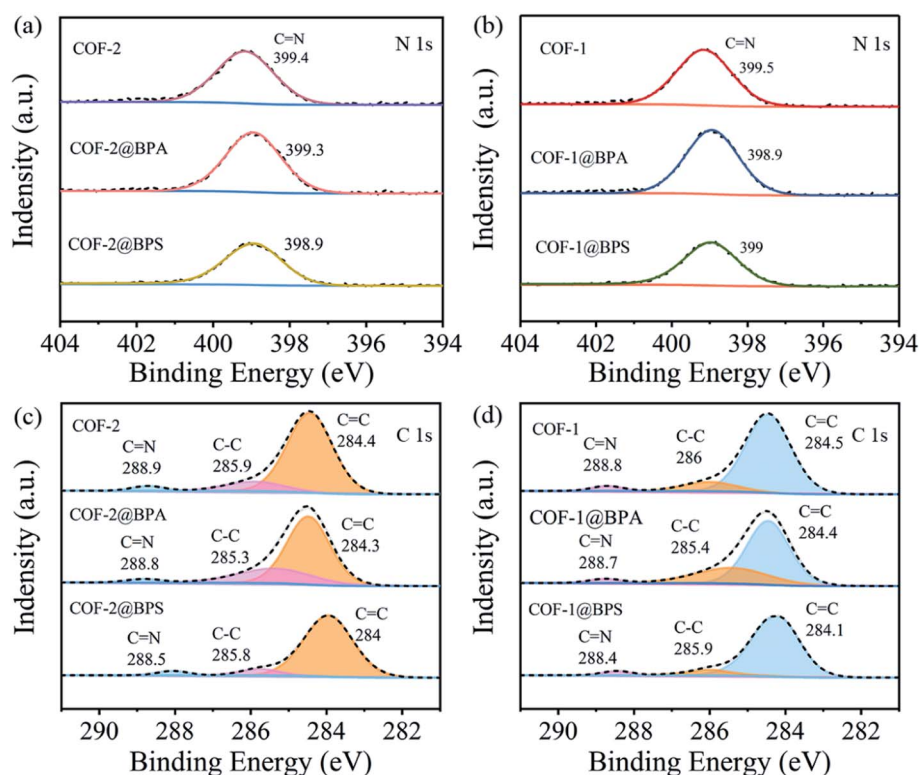 (a)
COF-2
C=N
399.4
N 1s
COF-2@BPA
399.3
COF-2@BPS
398.9
Indensity (a.u.)
404 402 400 398 396 394
Binding Energy (eV)
(b)
COF-1
C=N
399.5
N 1s
COF-1@BPA
398.9
COF-1@BPS
399
Indensity (a.u.)
404 402 400 398 396 394
Binding Energy (eV)
(c)
COF-2
C=N
288.9
C-C
285.9
C=C
284.4
C 1s
COF-2@BPA
C=N
288.8
C-C
285.3
C=C
284.3
COF-2@BPS
C=N
288.5
C-C
285.8
C=C
284
Indensity (a.u.)
290 288 286 284 282
Binding Energy (eV)
(d)
COF-1
C=N
288.8
C-C
286
C=C
284.5
C 1s
COF-1@BPA
C=N
288.7
C-C
285.4
C=C
284.4
COF-1@BPS
C=N
288.4
C-C
285.9
C=C
284.1
Indensity (a.u.)
290 288 286 284 282
Binding Energy (eV)